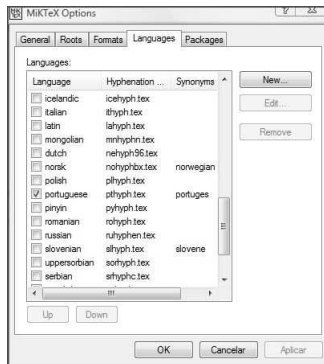 MiKTeX Options
General Roots Formats Languages Packages
Languages:
Language Hyphenation ... Synonyms
icelandic icehyph.tex
italian ithyph.tex
latin lahyph.tex
mongolian mnhyphn.tex
dutch nehyph96.tex
norsk nohyphbx.tex norwegian
polish plhyph.tex
portuguese pthyph.tex portuges
pinyin pyhyph.tex
romanian rohyph.tex
russian ruhyphen.tex
slovenian slhyph.tex slovene
uppersorbian sorhyph.tex
serbian srhyphc.tex
New...
Edit...
Remove
Up Down
OK Cancelar Aplicar